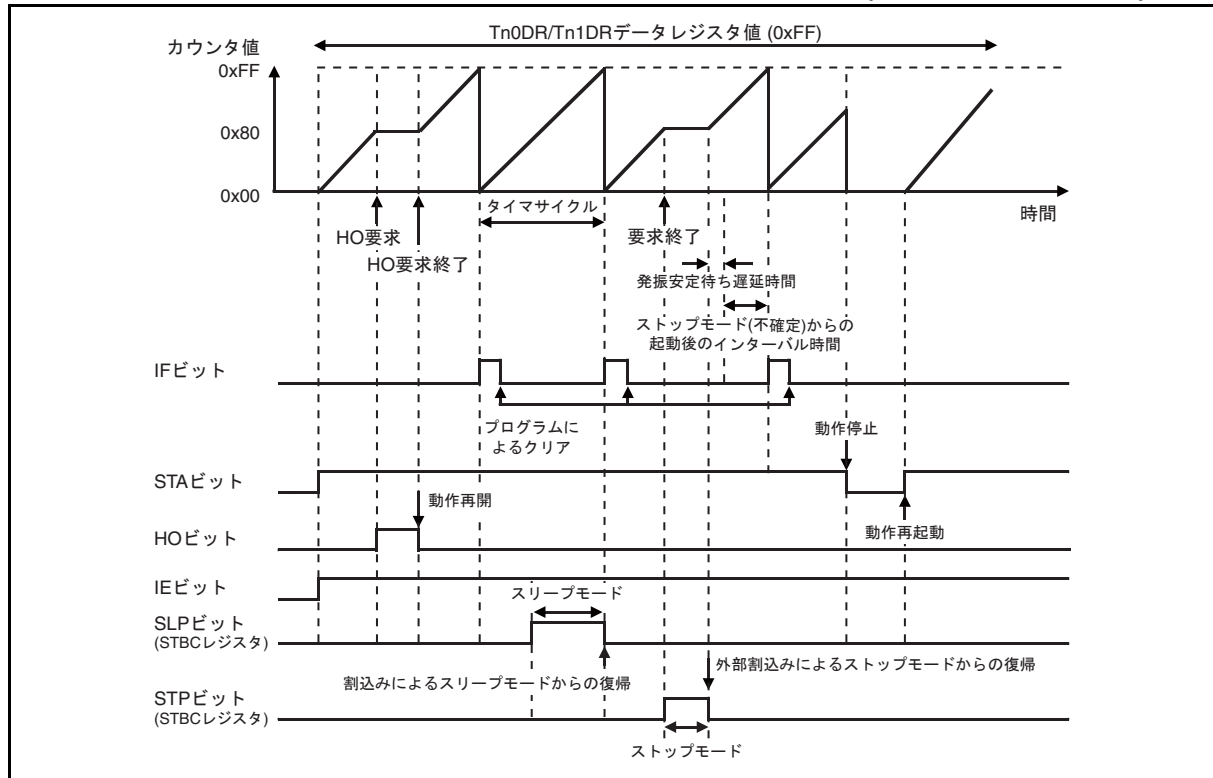 Tn0DR/Tn1DRデータレジスタ値 (0xFF)
カウンタ値
0xFF
0x80
0x00
時間
タイマサイクル
HO要求
HO要求終了
要求終了
発振安定待ち遅延時間
ストップモード(不確定)からの
起動後のインターバル時間
IFビット
プログラムに
よるクリア
動作停止
STAビット
動作再開
動作再起動
HOビット
IEビット
スリープモード
SLPビット
(STBCレジスタ)
割込みによるスリープモードからの復帰
外部割込みによるストップモードからの復帰
STPビット
(STBCレジスタ)
ストップモード